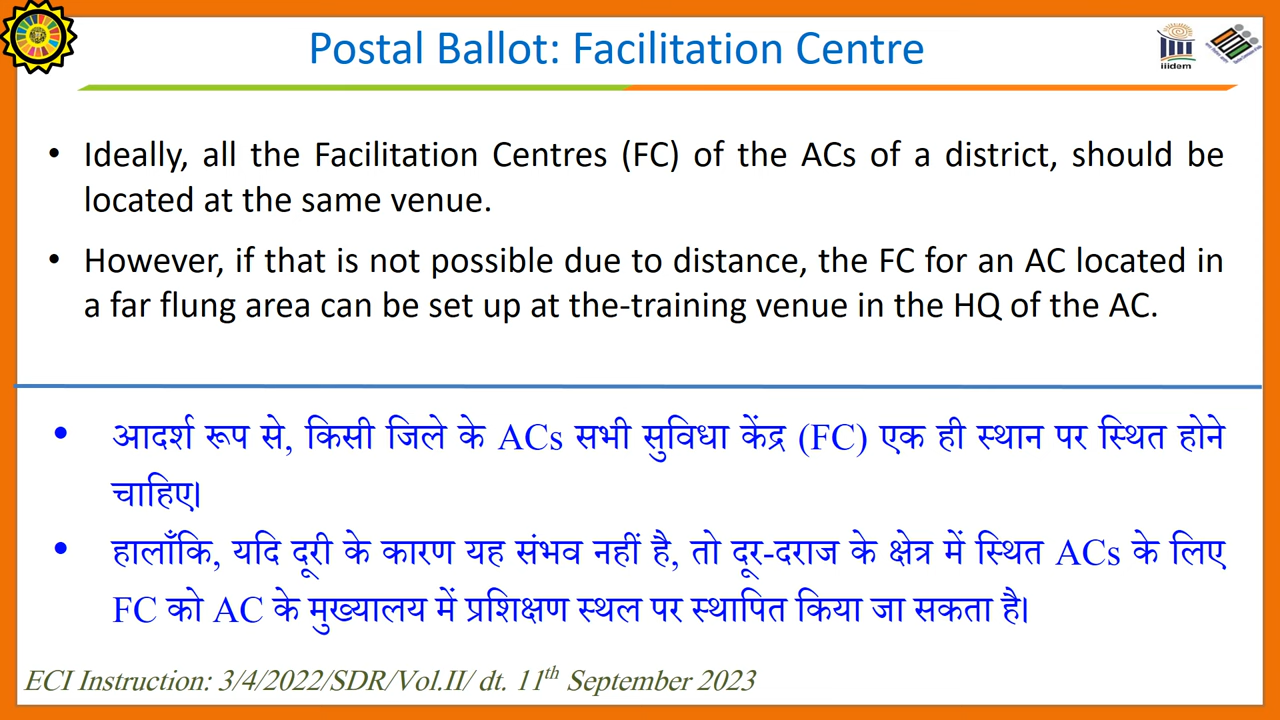 Postal Ballot: Facilitation Centre
iiidem
• Ideally, all the Facilitation Centres (FC) of the ACs of a district, should be
located at the same venue.
• However, if that is not possible due to distance, the FC for an AC located in
a far flung area can be set up at the-training venue in the HQ of the AC.
• आदर्श रूप से, किसी जिले के ACs सभी सुविधा केंद्र (FC) एक ही स्थान पर स्थित होने
चाहिए।
• हालाँकि, यदि दूरी के कारण यह संभव नहीं है, तो दूर-दराज के क्षेत्र में स्थित ACs के लिए
FC को AC के मुख्यालय में प्रशिक्षण स्थल पर स्थापित किया जा सकता है।
ECI Instruction: 3/4/2022/SDR/Vol.II/ dt. 11th September 2023